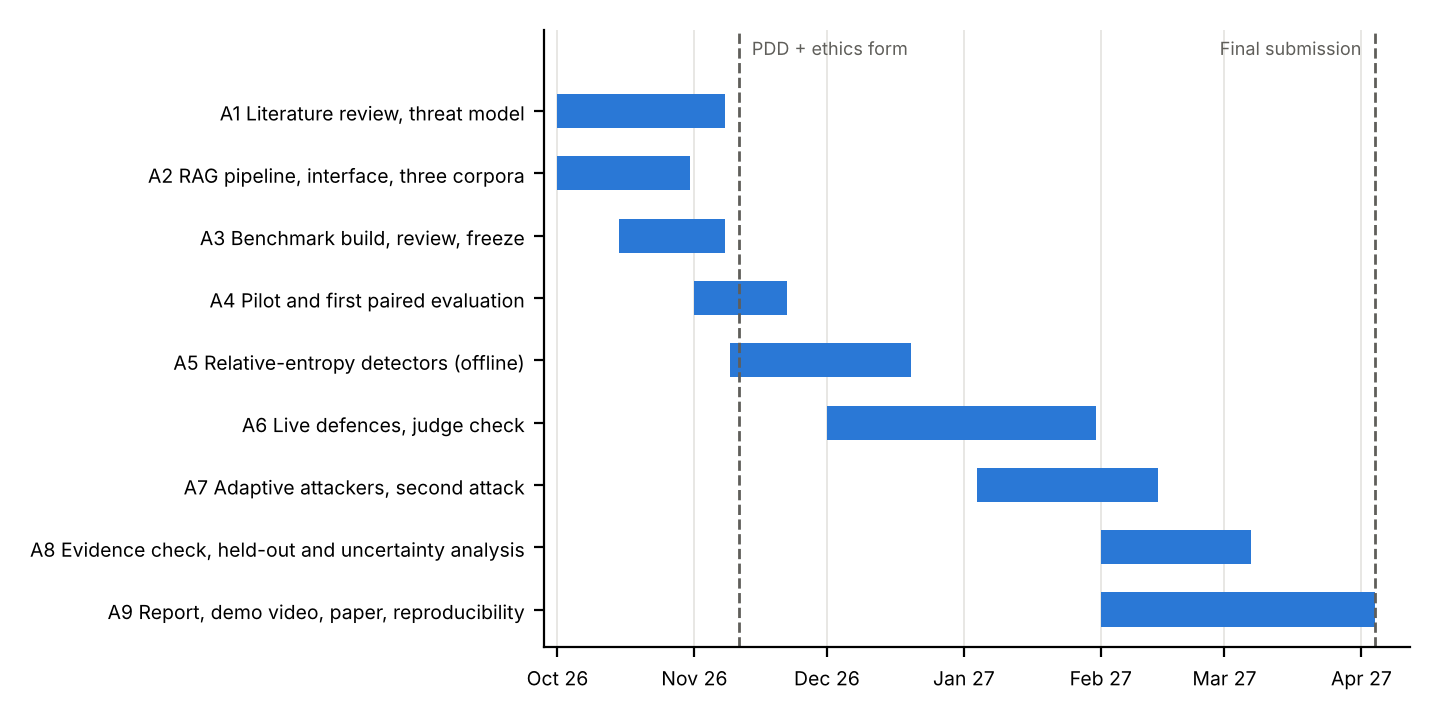 PDD + ethics form
Final submission
A1 Literature review, threat model
A2 RAG pipeline, interface, three corpora
A3 Benchmark build, review, freeze
A4 Pilot and first paired evaluation
A5 Relative-entropy detectors (offline)
A6 Live defences, judge check
A7 Adaptive attackers, second attack
A8 Evidence check, held-out and uncertainty analysis
A9 Report, demo video, paper, reproducibility
Oct 26
Nov 26
Dec 26
Jan 27
Feb 27
Mar 27
Apr 27